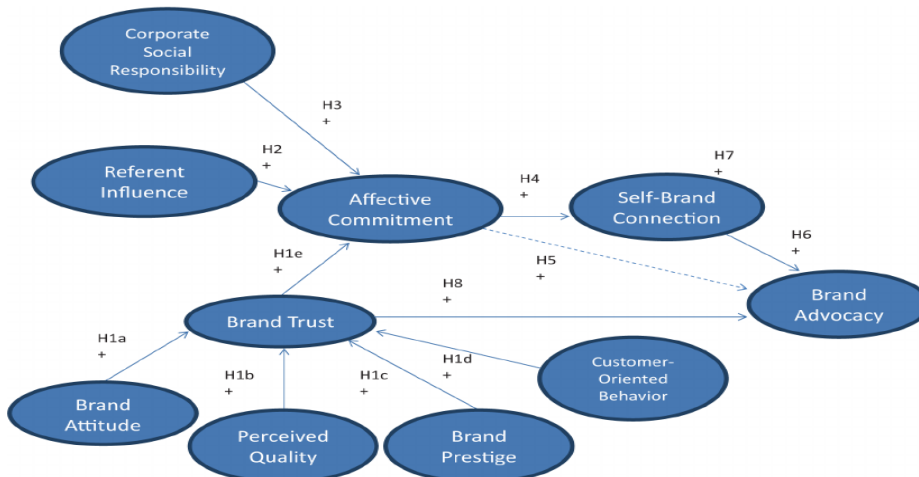 Corporate
Social
Responsibility
H3
+
H2
+
Referent
Influence
Affective
Commitment
H4
+
H7
+
Self-Brand
Connection
H1e
+
H5
+
H6
+
H8
+
Brand Trust
Brand
Advocacy
H1a
+
H1b
+
H1c
+
H1d
+
Customer-
Oriented
Behavior
Brand
Attitude
Perceived
Quality
Brand
Prestige